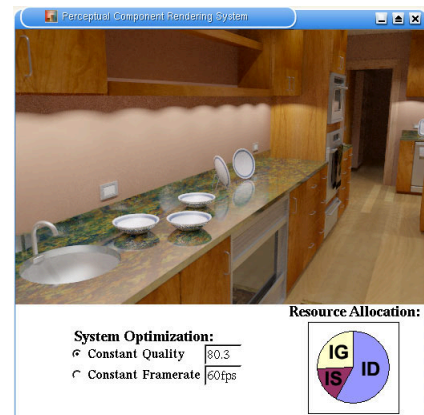 Perceptual Component Rendering System
Resource Allocation:
System Optimization:
Constant Quality 80.3
Constant Framerate 60fps
IG
ID
IS